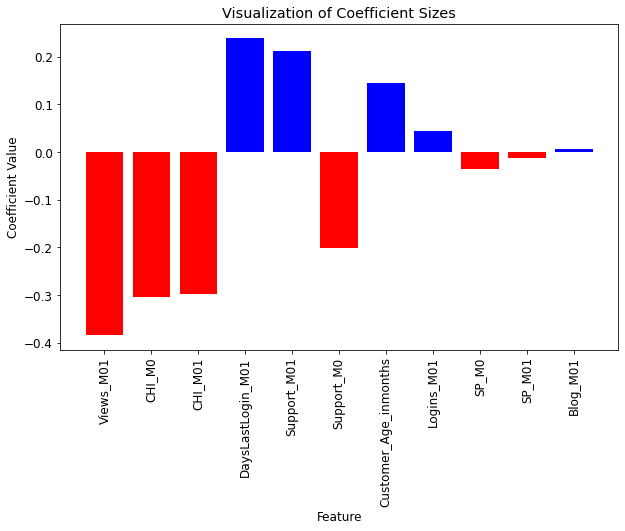 Visualization of Coefficient Sizes
Coefficient Value
0.2
0.1
0.0
−0.1
−0.2
−0.3
−0.4
Views_M01
CHI_M0
CHI_M01
DaysLastLogin_M01
Support_M01
Support_M0
Customer_Age_inmonths
Logins_M01
SP_M0
SP_M01
Blog_M01
Feature